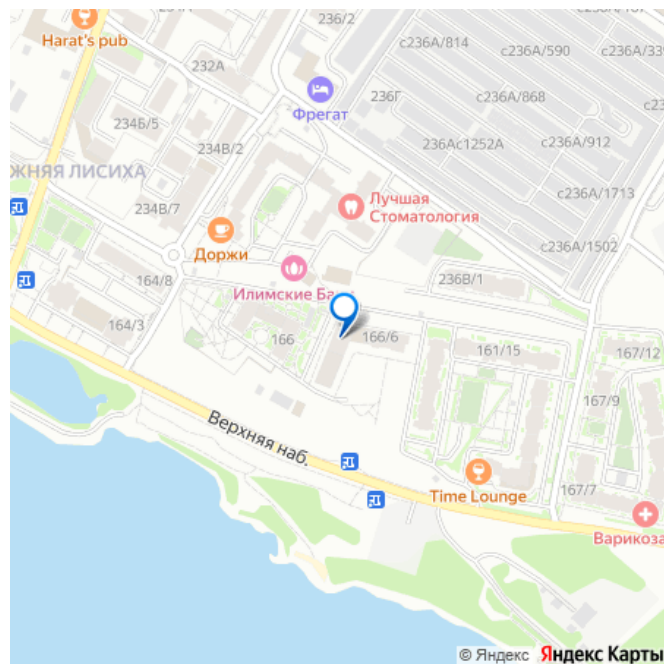 Harat's pub
236/2
с236А/814
с236А/590
232А
234Б/5
Фрегат
236Г
с236А/868
234В/2
236Ас1252А
с236А/912
ЖНЯЯ ЛИСИХА
Лучшая
Стоматология
с236А/1713
234В/7
Доржи
с236А/1502
164/8
Илимские Ба
236В/1
164/3
166
166/6
161/15
167/12
167/9
Верхняя наб.
Time Lounge
167/7
Варикоза
© Яндекс
Яндекс Карты